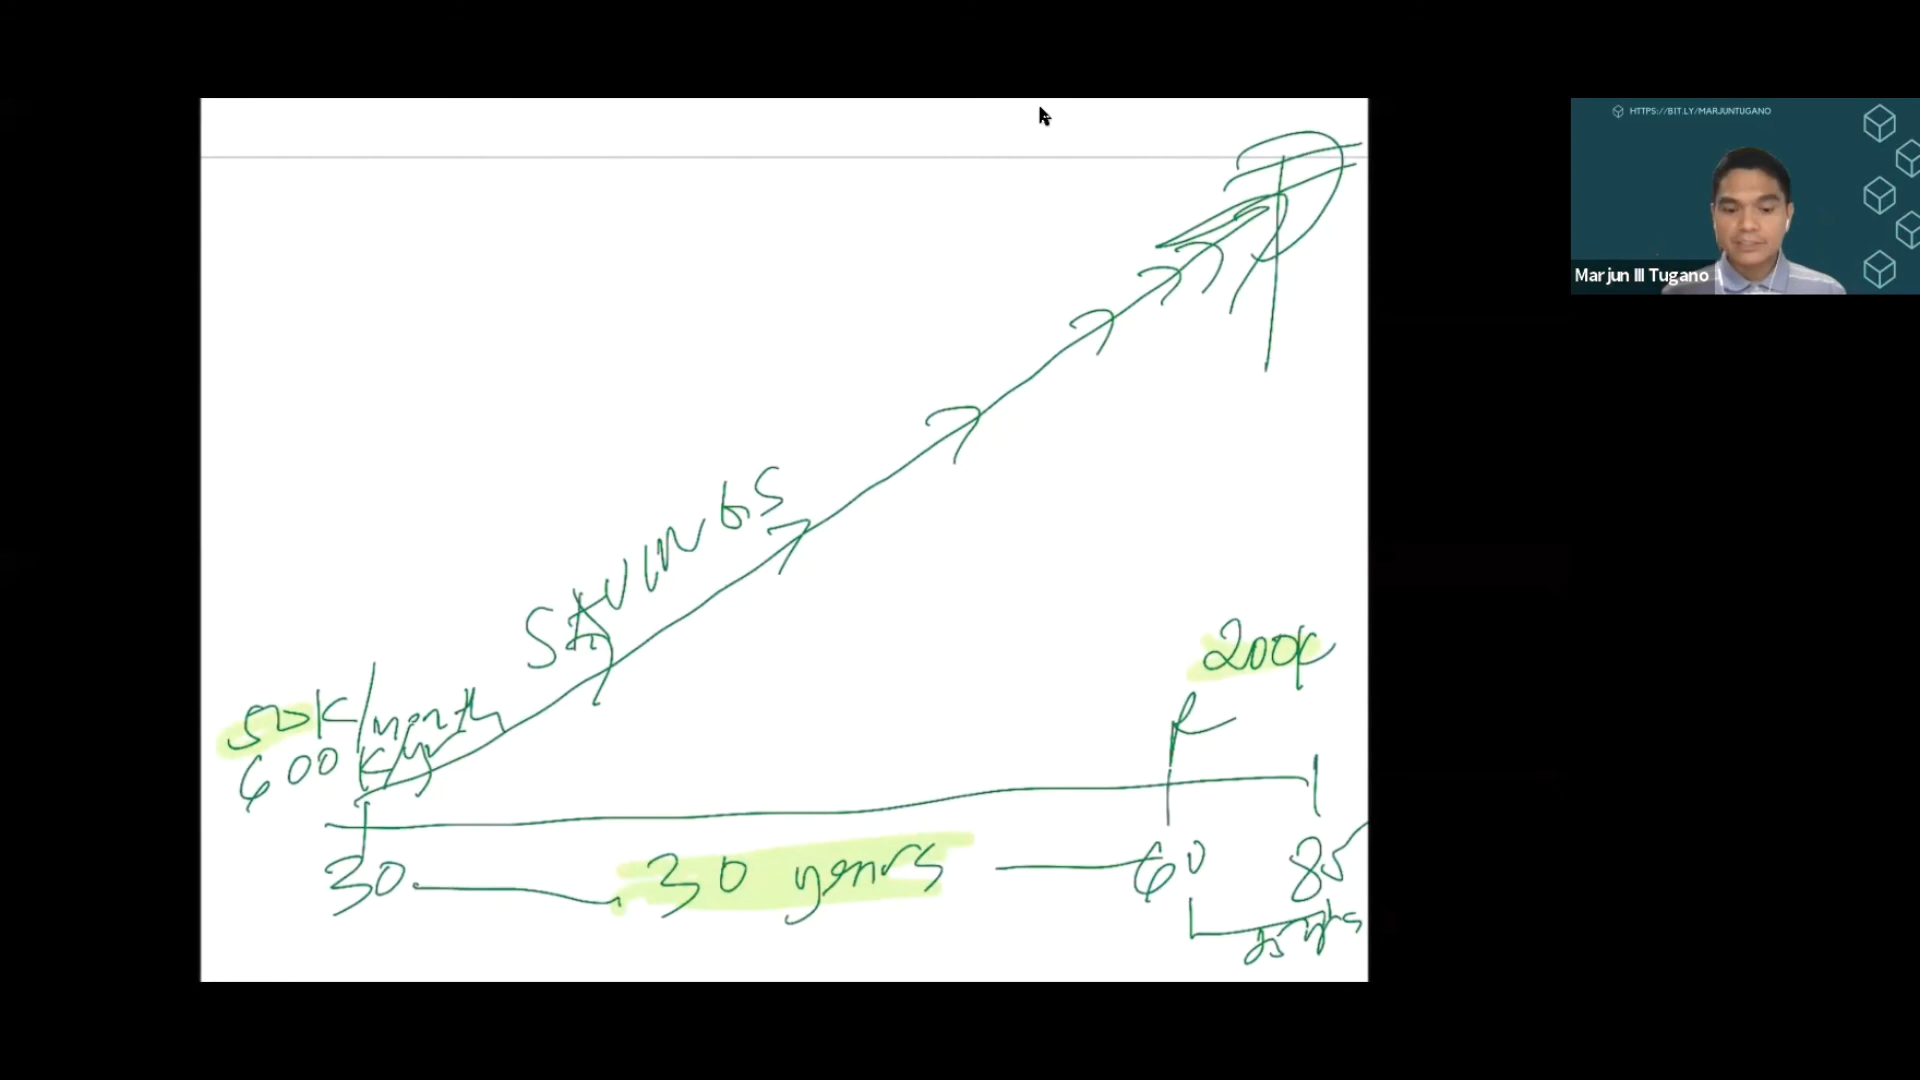 HTTPS://BIT.LY/MARJUNTUGANO
Marjun III Tugano
SAVINGS
200K
50K/month
600K/yr
R
30
30 years
60
85
25 yrs